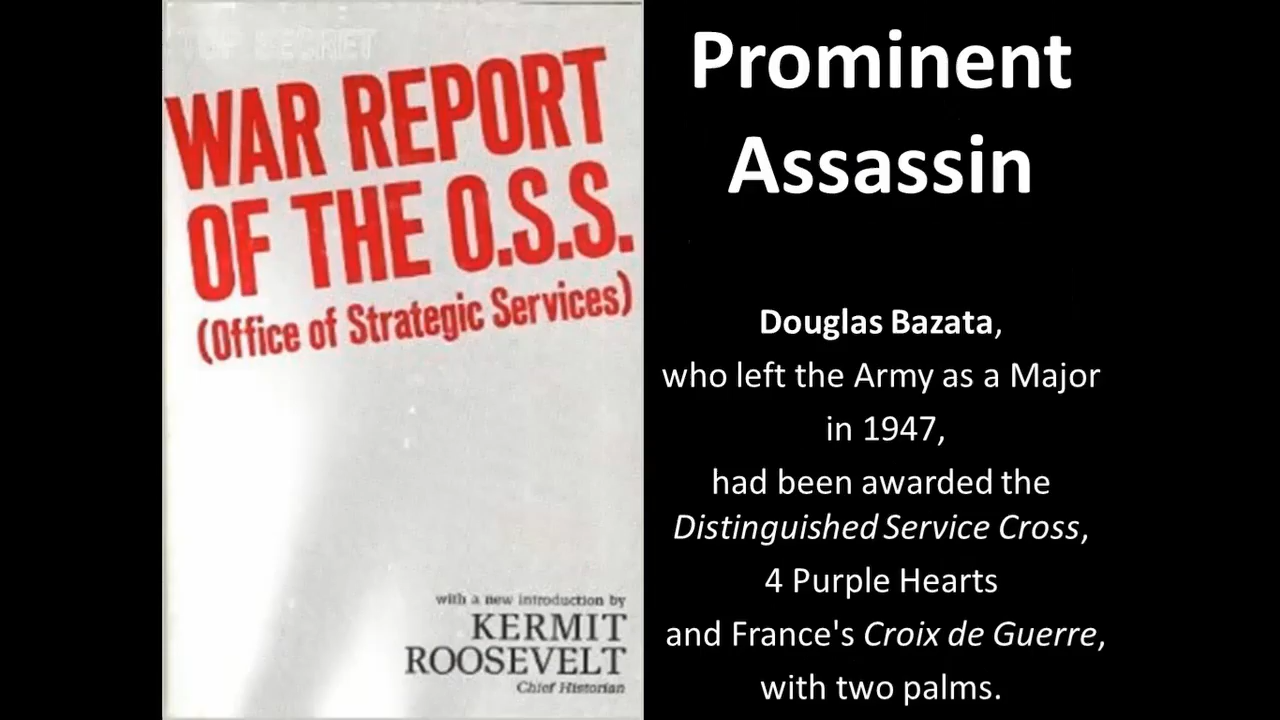 TOP SECRET
WAR REPORT
OF THE O.S.S.
(Office of Strategic Services)
with a new introduction by
KERMIT
ROOSEVELT
Chief Historian
Prominent
Assassin
Douglas Bazata,
who left the Army as a Major
in 1947,
had been awarded the
Distinguished Service Cross,
4 Purple Hearts
and France's Croix de Guerre,
with two palms.